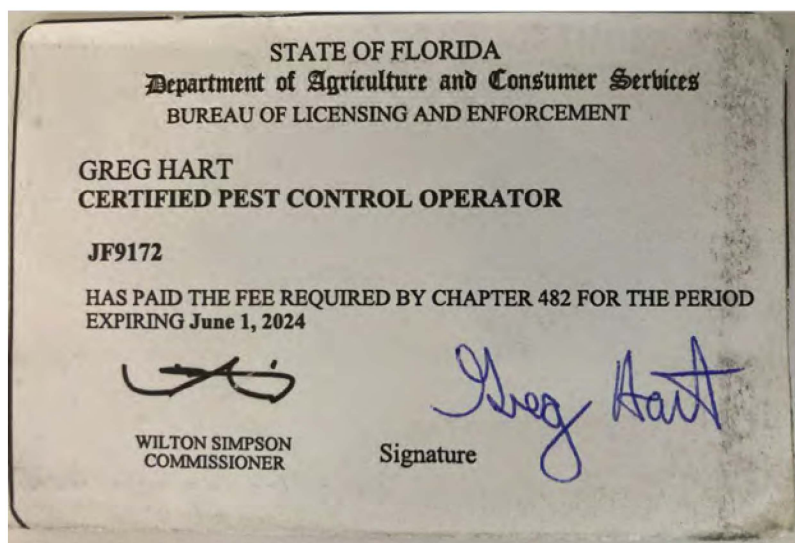 STATE OF FLORIDA
Department of Agriculture and Consumer Services
BUREAU OF LICENSING AND ENFORCEMENT
GREG HART
CERTIFIED PEST CONTROL OPERATOR
JF9172
HAS PAID THE FEE REQUIRED BY CHAPTER 482 FOR THE PERIOD
EXPIRING June 1, 2024
Greg Hart
WILTON SIMPSON
COMMISSIONER
Signature